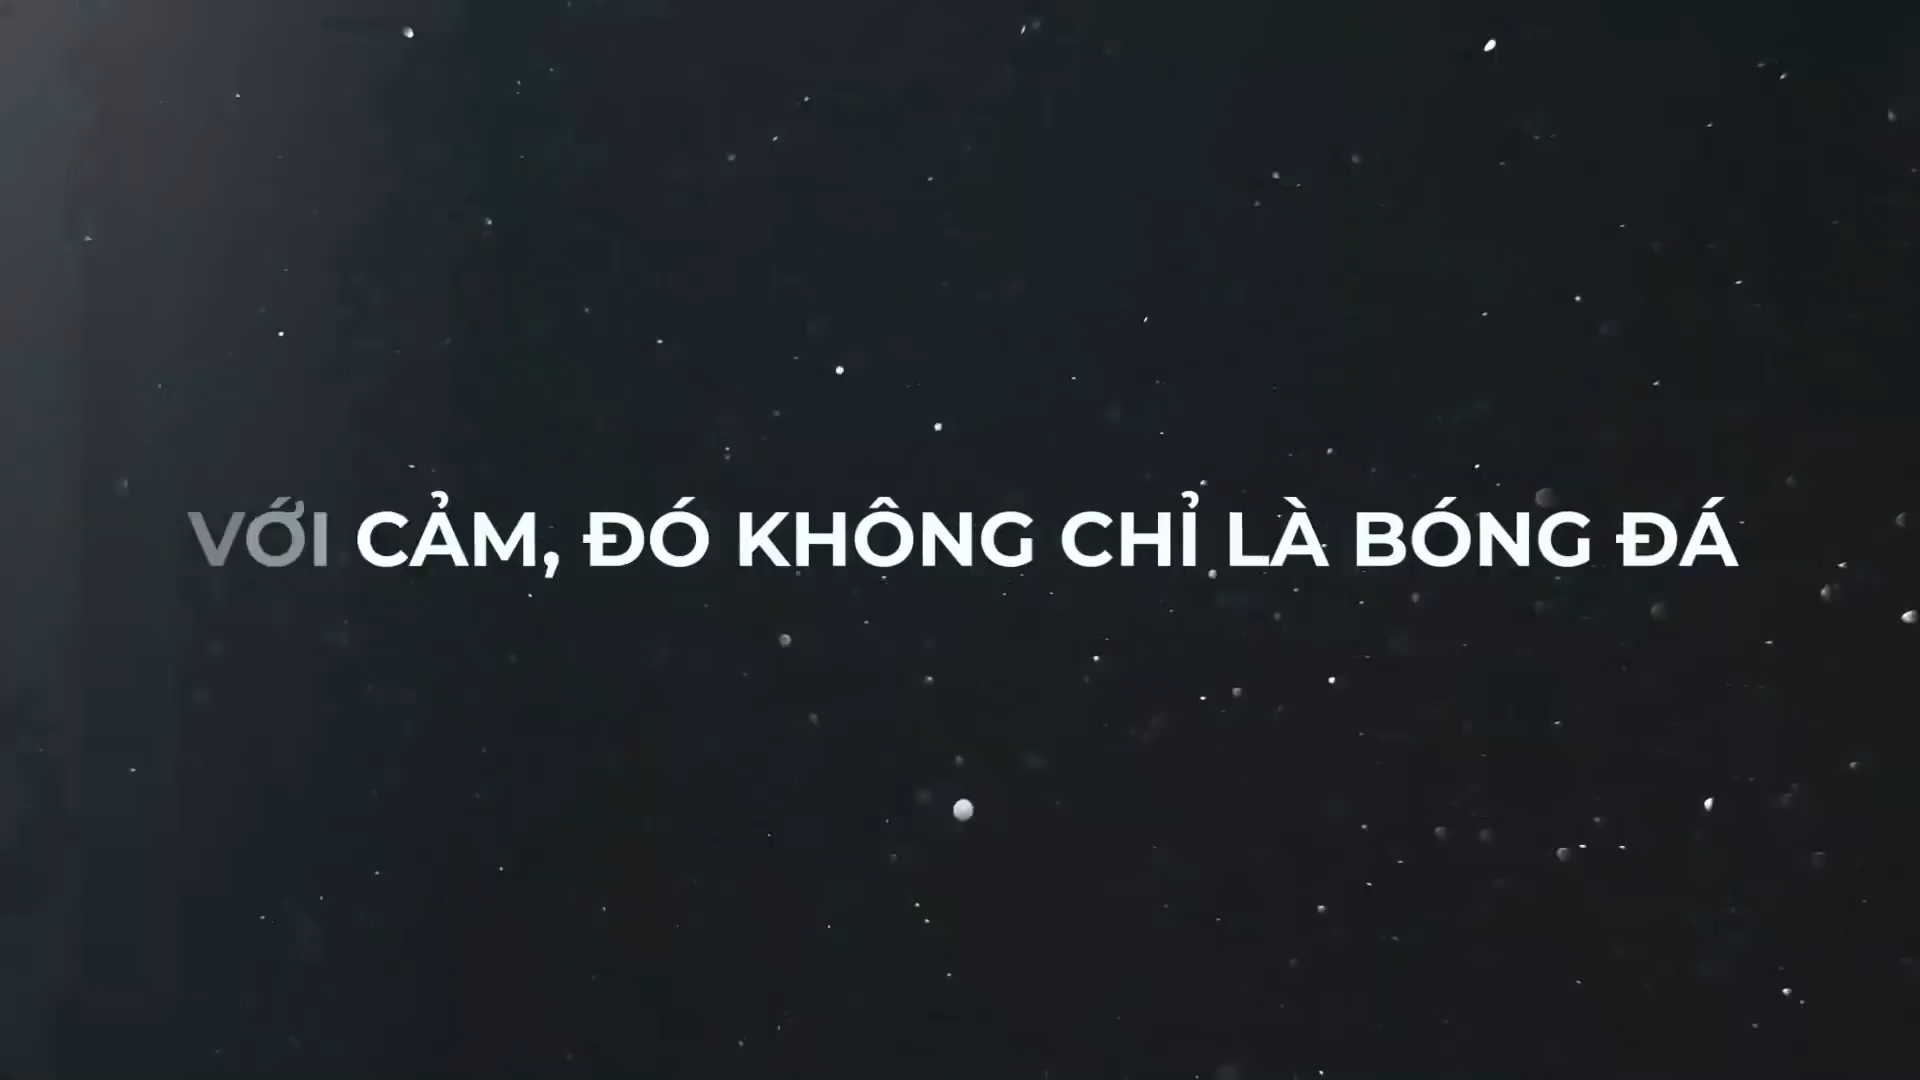 VỚI CẢM, ĐÓ KHÔNG CHỈ LÀ BÓNG ĐÁ